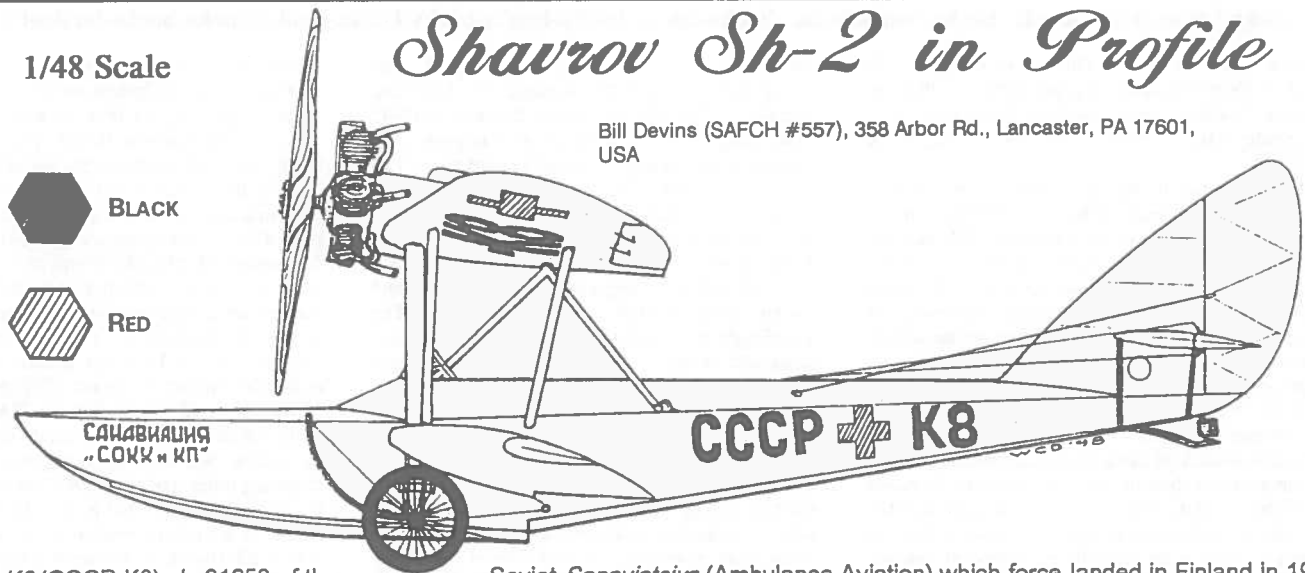 Shavrov Sh-2 in Profile
1/48 Scale
Bill Devins (SAFCH #557), 358 Arbor Rd., Lancaster, PA 17601,
USA
BLACK
RED
САНАВИАЦИЯ
„СОКК и КП"
СССР К8
WCD '48
Soviet Sanaviatsiya (Ambulance Aviation) which force-landed in Finland in